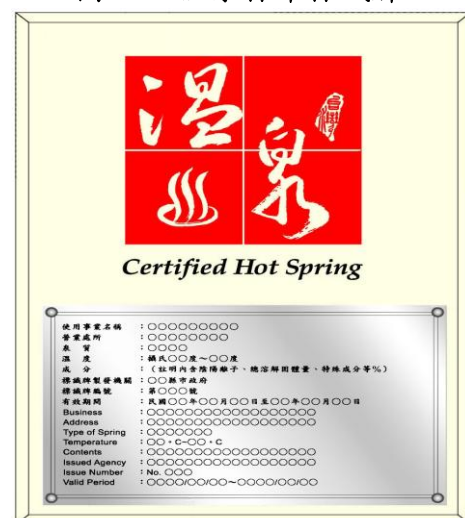 溫
泉
Certified Hot Spring
使用事業名稱：○○○○○○○○○
營業處所：○○○○○○○○○
泉質：○○○○
溫度：攝氏○○度～○○度
成分：（註明內含陰陽離子、總溶解固體量、特殊成分等%）
標識牌製發機關：○○縣市政府
標識牌編號：第○○○號
有效期間：民國○○年○○月○○日至○○年○○月○○日
Business：○○○○○○○○○○○○○○○○○
Address：○○○○○○○○○○○○○○○○○
Type of Spring：○○○○○○○
Temperature：○○∘C~○○∘C
Contents：○○○○○○○○○○○○○○○○○
Issued Agency：○○○○○○○○○○○○○○○○○
Issue Number：No. ○○○
Valid Period：○○○○/○○/○○～○○○○/○○/○○